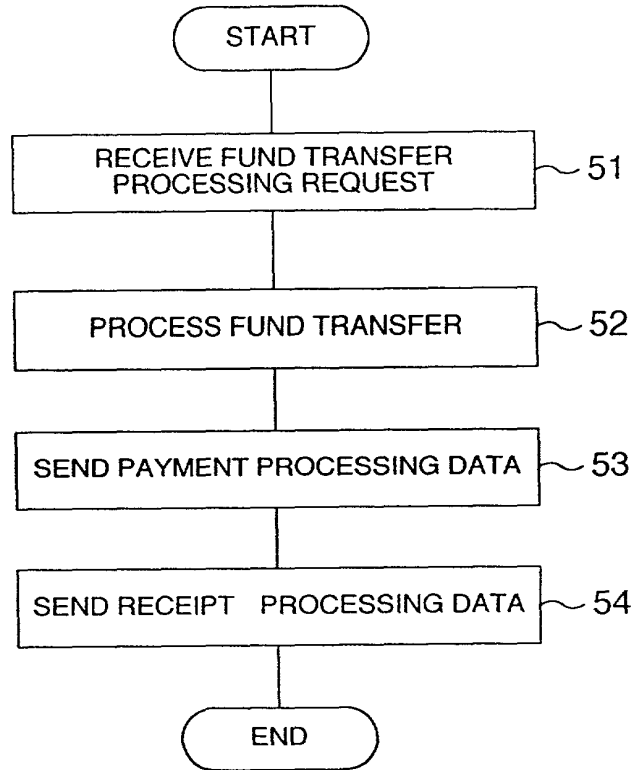 START
RECEIVE FUND TRANSFER
PROCESSING REQUEST
51
PROCESS FUND TRANSFER
52
SEND PAYMENT PROCESSING DATA
53
SEND RECEIPT PROCESSING DATA
54
END